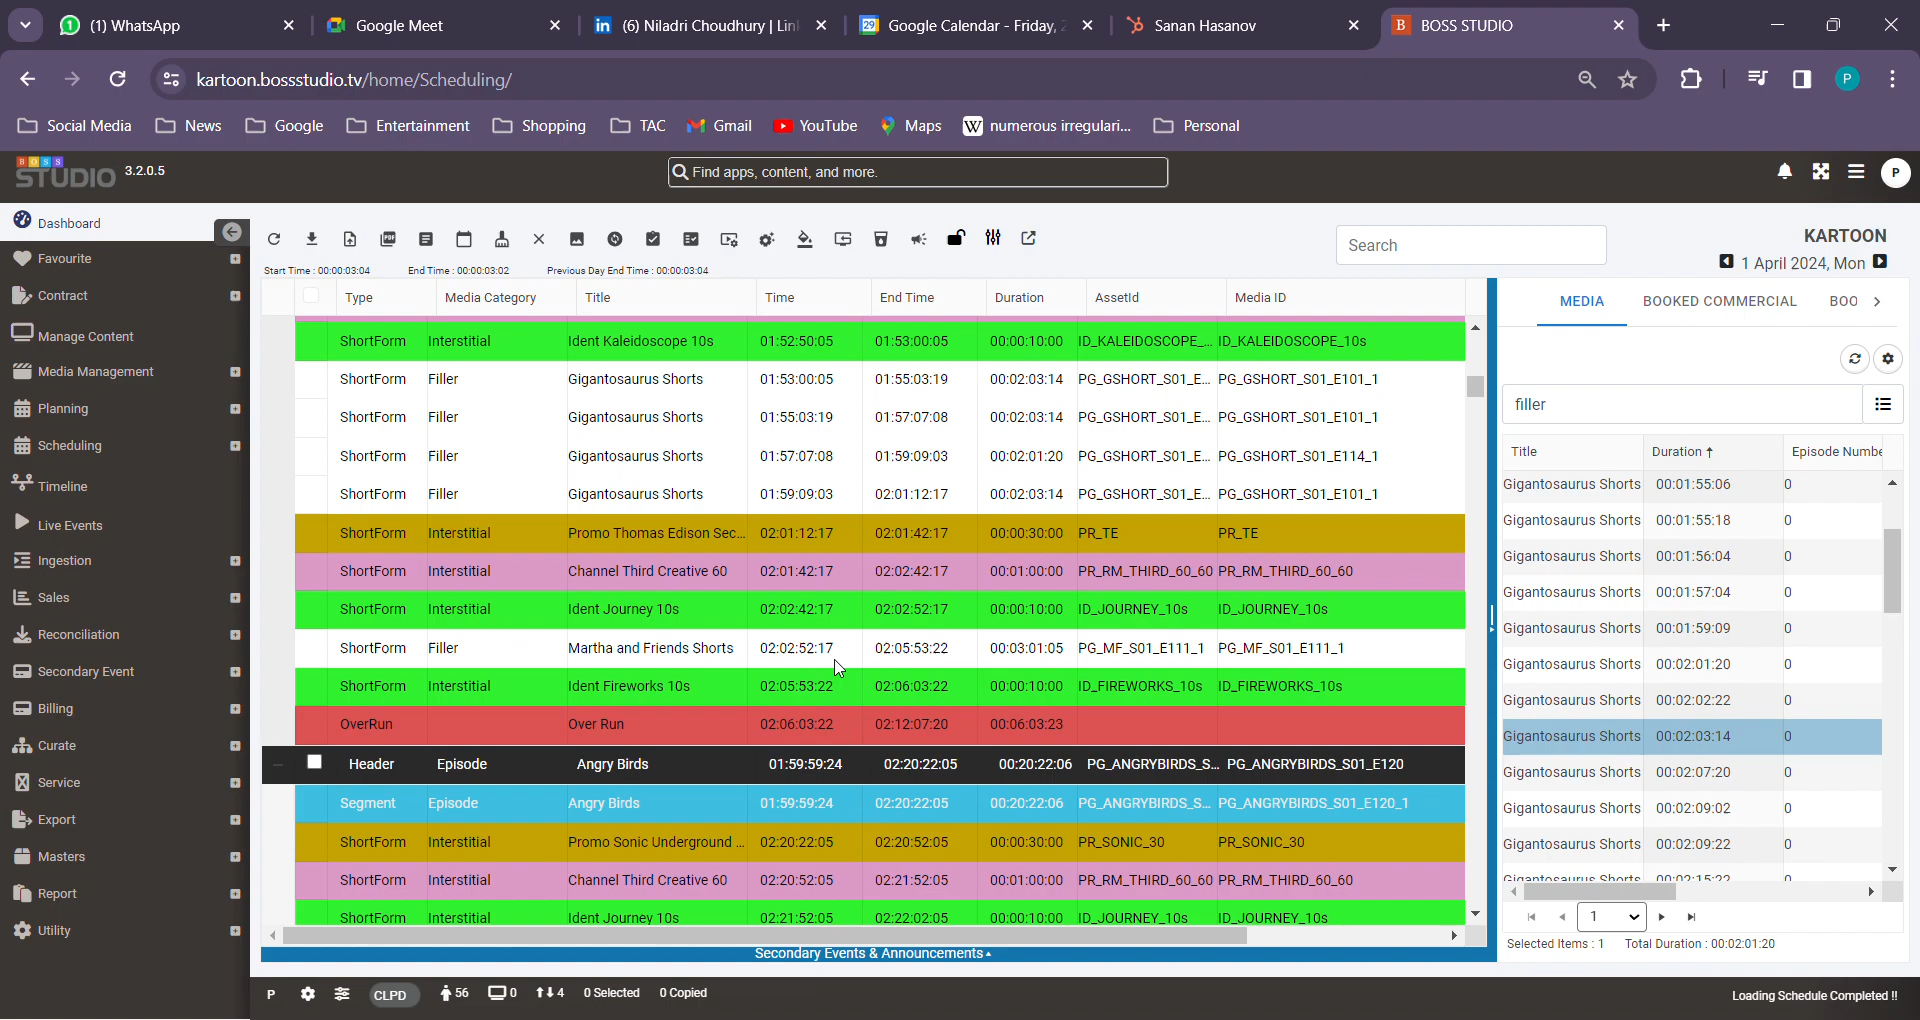 (1) WhatsApp
Google Meet
(6) Niladri Choudhury | Lin
Google Calendar - Friday,
Sanan Hasanov
BOSS STUDIO
kartoon.bossstudio.tv/home/Scheduling/
Social Media News Google Entertainment Shopping TAC Gmail YouTube Maps numerous irregulari... Personal
BOSS
STUDIO 3.2.0.5
Find apps, content, and more.
P
Dashboard
Favourite
Contract
Manage Content
Media Management
Planning
Scheduling
Timeline
Live Events
Ingestion
Sales
Reconciliation
Secondary Event
Billing
Curate
Service
Export
Masters
Report
Utility
Search
KARTOON
1 April 2024, Mon
Start Time : 00:00:03:04 End Time : 00:00:03:02 Previous Day End Time : 00:00:03:04
Type Media Category Title Time End Time Duration AssetId Media ID
ShortForm Interstitial Ident Kaleidoscope 10s 01:52:50:05 01:53:00:05 00:00:10:00 ID_KALEIDOSCOPE_... ID_KALEIDOSCOPE_10s
ShortForm Filler Gigantosaurus Shorts 01:53:00:05 01:55:03:19 00:02:03:14 PG_GSHORT_S01_E... PG_GSHORT_S01_E101_1
ShortForm Filler Gigantosaurus Shorts 01:55:03:19 01:57:07:08 00:02:03:14 PG_GSHORT_S01_E... PG_GSHORT_S01_E101_1
ShortForm Filler Gigantosaurus Shorts 01:57:07:08 01:59:09:03 00:02:01:20 PG_GSHORT_S01_E... PG_GSHORT_S01_E114_1
ShortForm Filler Gigantosaurus Shorts 01:59:09:03 02:01:12:17 00:02:03:14 PG_GSHORT_S01_E... PG_GSHORT_S01_E101_1
ShortForm Interstitial Promo Thomas Edison Sec... 02:01:12:17 02:01:42:17 00:00:30:00 PR_TE PR_TE
ShortForm Interstitial Channel Third Creative 60 02:01:42:17 02:02:42:17 00:01:00:00 PR_RM_THIRD_60_60 PR_RM_THIRD_60_60
ShortForm Interstitial Ident Journey 10s 02:02:42:17 02:02:52:17 00:00:10:00 ID_JOURNEY_10s ID_JOURNEY_10s
ShortForm Filler Martha and Friends Shorts 02:02:52:17 02:05:53:22 00:03:01:05 PG_MF_S01_E111_1 PG_MF_S01_E111_1
ShortForm Interstitial Ident Fireworks 10s 02:05:53:22 02:06:03:22 00:00:10:00 ID_FIREWORKS_10s ID_FIREWORKS_10s
OverRun Over Run 02:06:03:22 02:12:07:20 00:06:03:23
Header Episode Angry Birds 01:59:59:24 02:20:22:05 00:20:22:06 PG_ANGRYBIRDS_S... PG_ANGRYBIRDS_S01_E120
Segment Episode Angry Birds 01:59:59:24 02:20:22:05 00:20:22:06 PG_ANGRYBIRDS_S... PG_ANGRYBIRDS_S01_E120_1
ShortForm Interstitial Promo Sonic Underground ... 02:20:22:05 02:20:52:05 00:00:30:00 PR_SONIC_30 PR_SONIC_30
ShortForm Interstitial Channel Third Creative 60 02:20:52:05 02:21:52:05 00:01:00:00 PR_RM_THIRD_60_60 PR_RM_THIRD_60_60
ShortForm Interstitial Ident Journey 10s 02:21:52:05 02:22:02:05 00:00:10:00 ID_JOURNEY_10s ID_JOURNEY_10s
Secondary Events & Announcements
MEDIA BOOKED COMMERCIAL BOO
filler
Title Duration Episode Numbe
Gigantosaurus Shorts 00:01:55:06 0
Gigantosaurus Shorts 00:01:55:18 0
Gigantosaurus Shorts 00:01:56:04 0
Gigantosaurus Shorts 00:01:57:04 0
Gigantosaurus Shorts 00:01:59:09 0
Gigantosaurus Shorts 00:02:01:20 0
Gigantosaurus Shorts 00:02:02:22 0
Gigantosaurus Shorts 00:02:03:14 0
Gigantosaurus Shorts 00:02:07:20 0
Gigantosaurus Shorts 00:02:09:02 0
Gigantosaurus Shorts 00:02:09:22 0
Gigantosaurus Shorts 00:02:15:22 0
1
Selected Items : 1 Total Duration : 00:02:01:20
P CLPD 56 0 4 0 Selected 0 Copied
Loading Schedule Completed !!